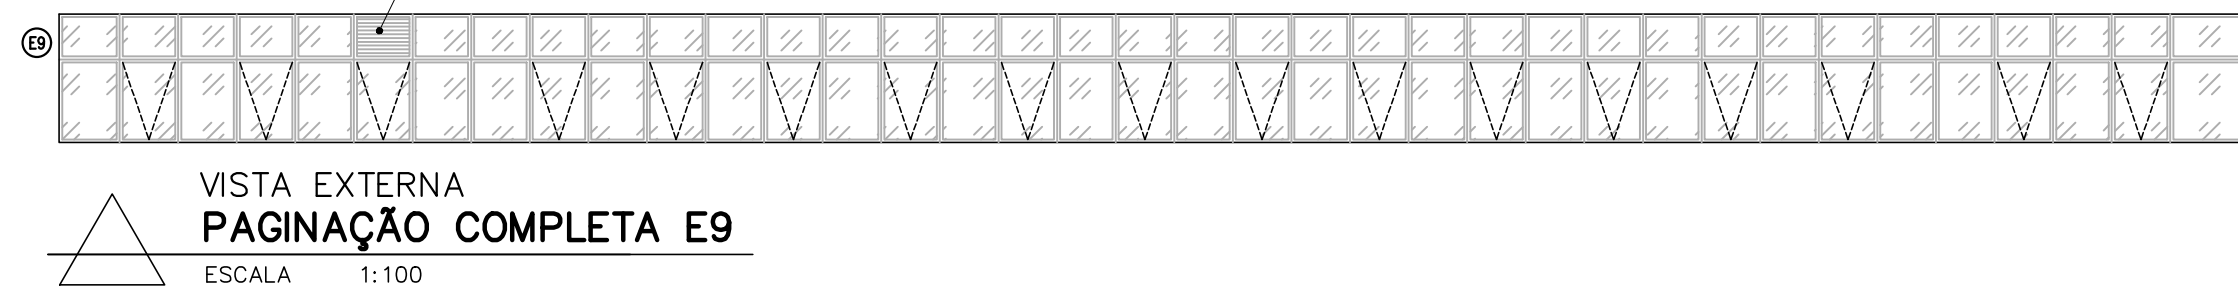 E9
VISTA EXTERNA
PAGINAÇÃO COMPLETA E9
ESCALA 1:100